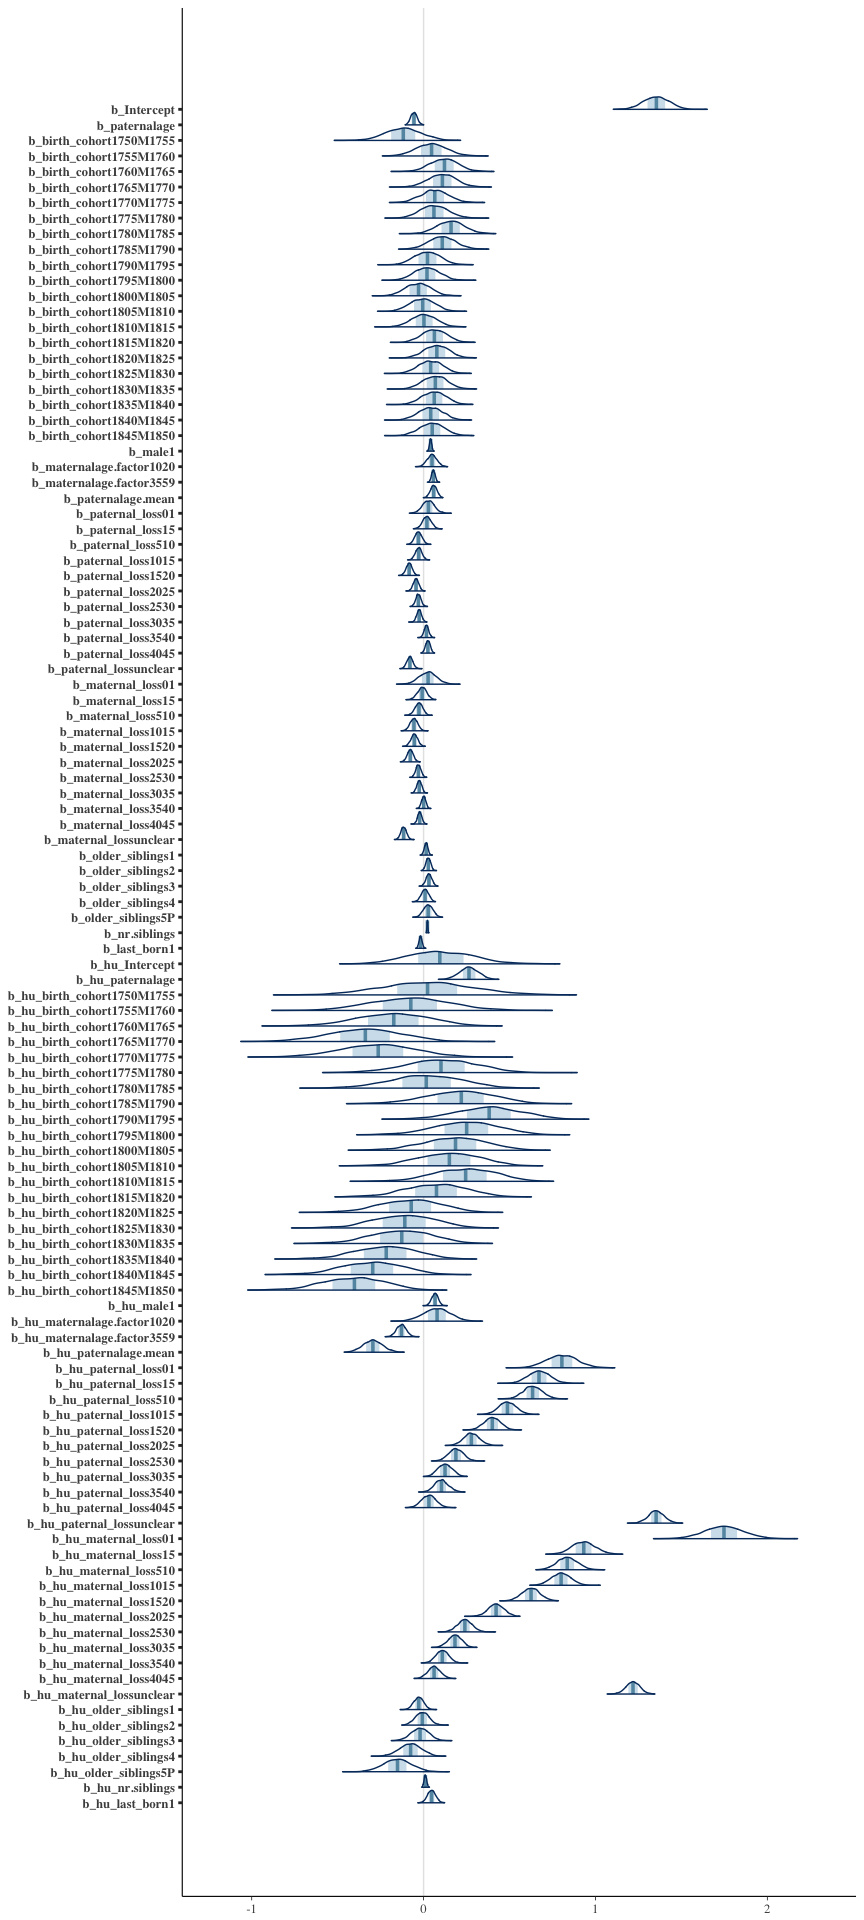 b_Intercept
b_paternalage
b_birth_cohort1750M1755
b_birth_cohort1755M1760
b_birth_cohort1760M1765
b_birth_cohort1765M1770
b_birth_cohort1770M1775
b_birth_cohort1775M1780
b_birth_cohort1780M1785
b_birth_cohort1785M1790
b_birth_cohort1790M1795
b_birth_cohort1795M1800
b_birth_cohort1800M1805
b_birth_cohort1805M1810
b_birth_cohort1810M1815
b_birth_cohort1815M1820
b_birth_cohort1820M1825
b_birth_cohort1825M1830
b_birth_cohort1830M1835
b_birth_cohort1835M1840
b_birth_cohort1840M1845
b_birth_cohort1845M1850
b_male1
b_maternalage.factor1020
b_maternalage.factor3559
b_paternalage.mean
b_paternal_loss01
b_paternal_loss15
b_paternal_loss510
b_paternal_loss1015
b_paternal_loss1520
b_paternal_loss2025
b_paternal_loss2530
b_paternal_loss3035
b_paternal_loss3540
b_paternal_loss4045
b_paternal_lossunclear
b_maternal_loss01
b_maternal_loss15
b_maternal_loss510
b_maternal_loss1015
b_maternal_loss1520
b_maternal_loss2025
b_maternal_loss2530
b_maternal_loss3035
b_maternal_loss3540
b_maternal_loss4045
b_maternal_lossunclear
b_older_siblings1
b_older_siblings2
b_older_siblings3
b_older_siblings4
b_older_siblings5P
b_nr.siblings
b_last_born1
b_hu_Intercept
b_hu_paternalage
b_hu_birth_cohort1750M1755
b_hu_birth_cohort1755M1760
b_hu_birth_cohort1760M1765
b_hu_birth_cohort1765M1770
b_hu_birth_cohort1770M1775
b_hu_birth_cohort1775M1780
b_hu_birth_cohort1780M1785
b_hu_birth_cohort1785M1790
b_hu_birth_cohort1790M1795
b_hu_birth_cohort1795M1800
b_hu_birth_cohort1800M1805
b_hu_birth_cohort1805M1810
b_hu_birth_cohort1810M1815
b_hu_birth_cohort1815M1820
b_hu_birth_cohort1820M1825
b_hu_birth_cohort1825M1830
b_hu_birth_cohort1830M1835
b_hu_birth_cohort1835M1840
b_hu_birth_cohort1840M1845
b_hu_birth_cohort1845M1850
b_hu_male1
b_hu_maternalage.factor1020
b_hu_maternalage.factor3559
b_hu_paternalage.mean
b_hu_paternal_loss01
b_hu_paternal_loss15
b_hu_paternal_loss510
b_hu_paternal_loss1015
b_hu_paternal_loss1520
b_hu_paternal_loss2025
b_hu_paternal_loss2530
b_hu_paternal_loss3035
b_hu_paternal_loss3540
b_hu_paternal_loss4045
b_hu_paternal_lossunclear
b_hu_maternal_loss01
b_hu_maternal_loss15
b_hu_maternal_loss510
b_hu_maternal_loss1015
b_hu_maternal_loss1520
b_hu_maternal_loss2025
b_hu_maternal_loss2530
b_hu_maternal_loss3035
b_hu_maternal_loss3540
b_hu_maternal_loss4045
b_hu_maternal_lossunclear
b_hu_older_siblings1
b_hu_older_siblings2
b_hu_older_siblings3
b_hu_older_siblings4
b_hu_older_siblings5P
b_hu_nr.siblings
b_hu_last_born1
-1 0 1 2